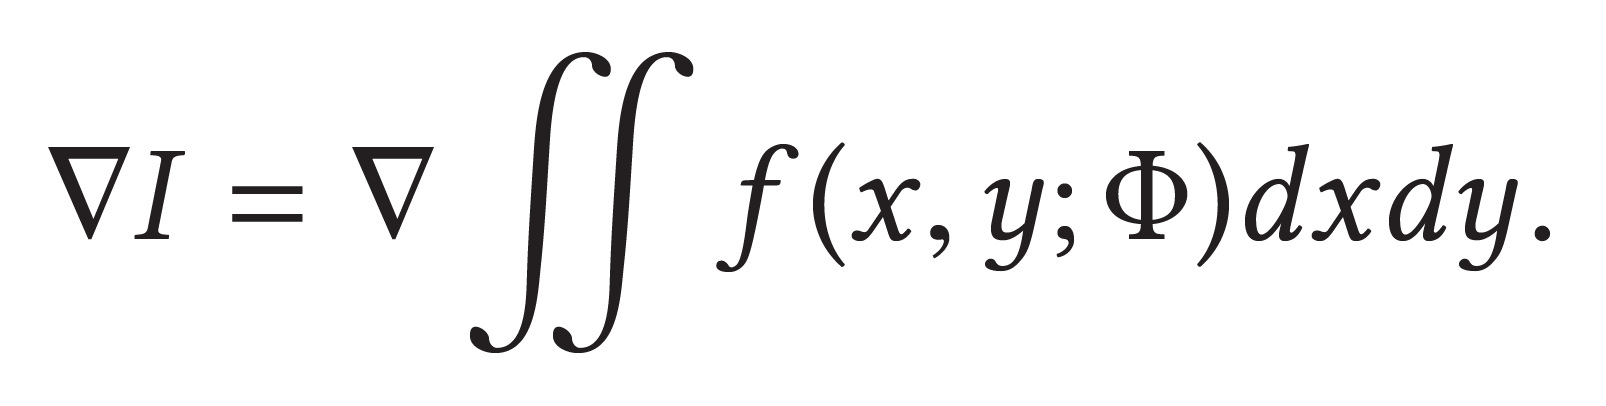 ∇I = ∇ ∬ f(x, y; Φ)dxdy.